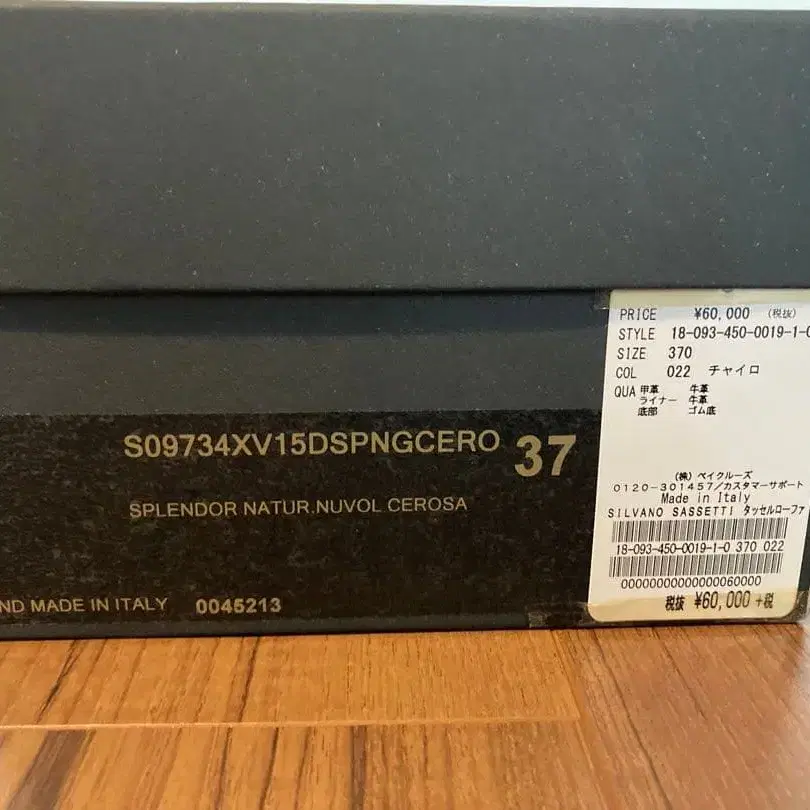 PRICE ¥60,000 (税抜)
STYLE 18-093-450-0019-1-0
SIZE 370
COL 022 チャイロ
QUA 甲革 牛革
ライナー 牛革
底部 ゴム底
(株) ベイクルーズ
0120-301457/カスタマーサポート
Made in Italy
SILVANO SASSETTI タッセルローファ
18-093-450-0019-1-0 370 022
00000000000000060000
税抜 ¥60,000 +税
S09734XV15DSPNGCERO 37
SPLENDOR NATUR.NUVOL CEROSA
ND MADE IN ITALY 0045213